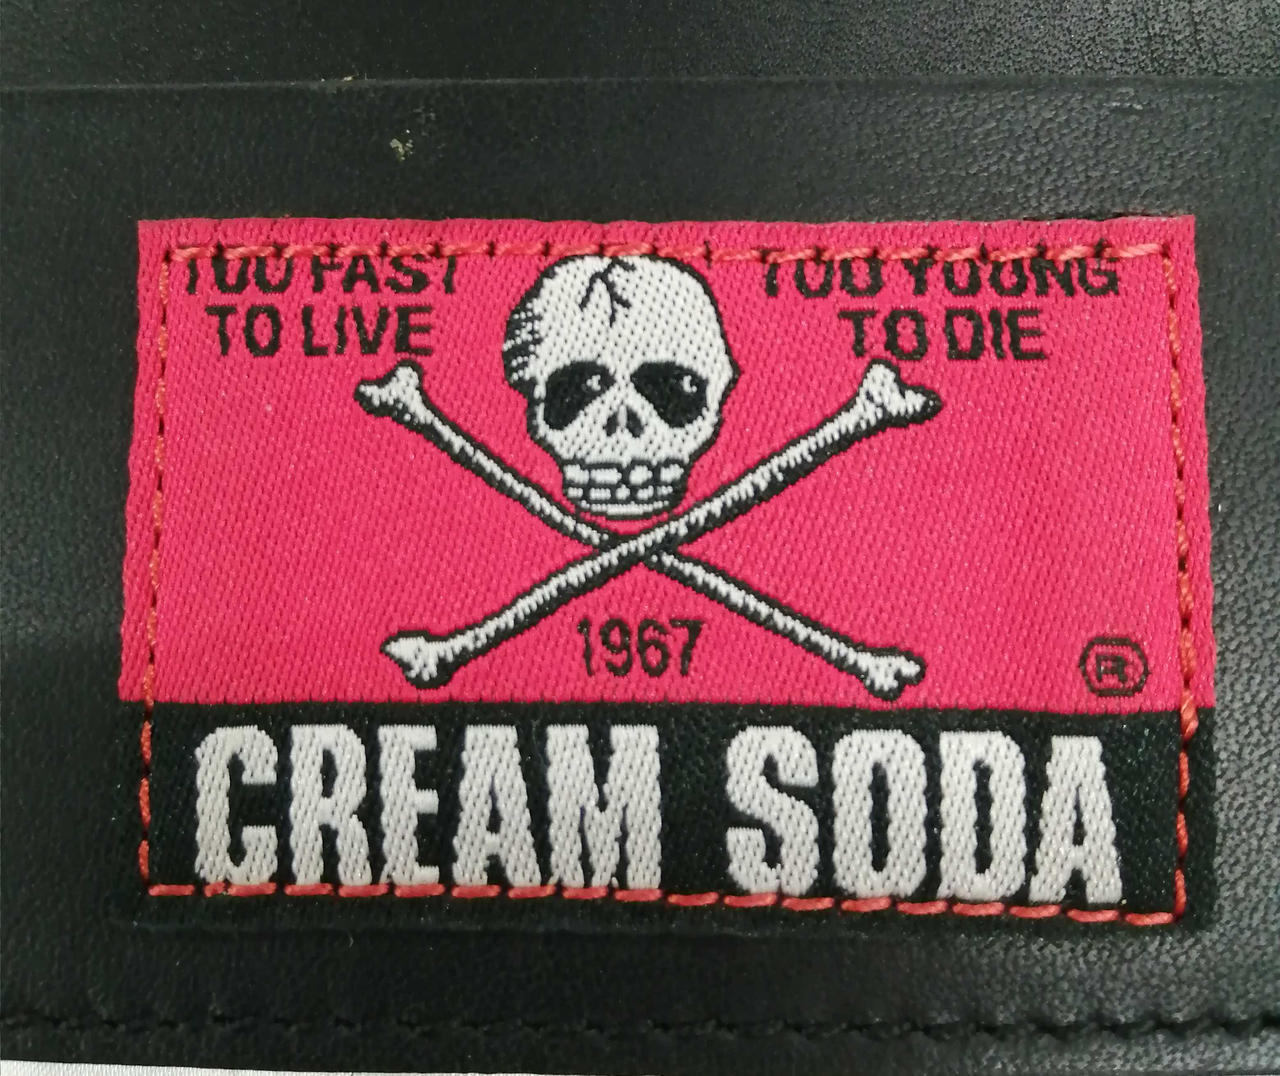 TOO FAST
TO LIVE
TOO YOUNG
TO DIE
1967
®
CREAM SODA